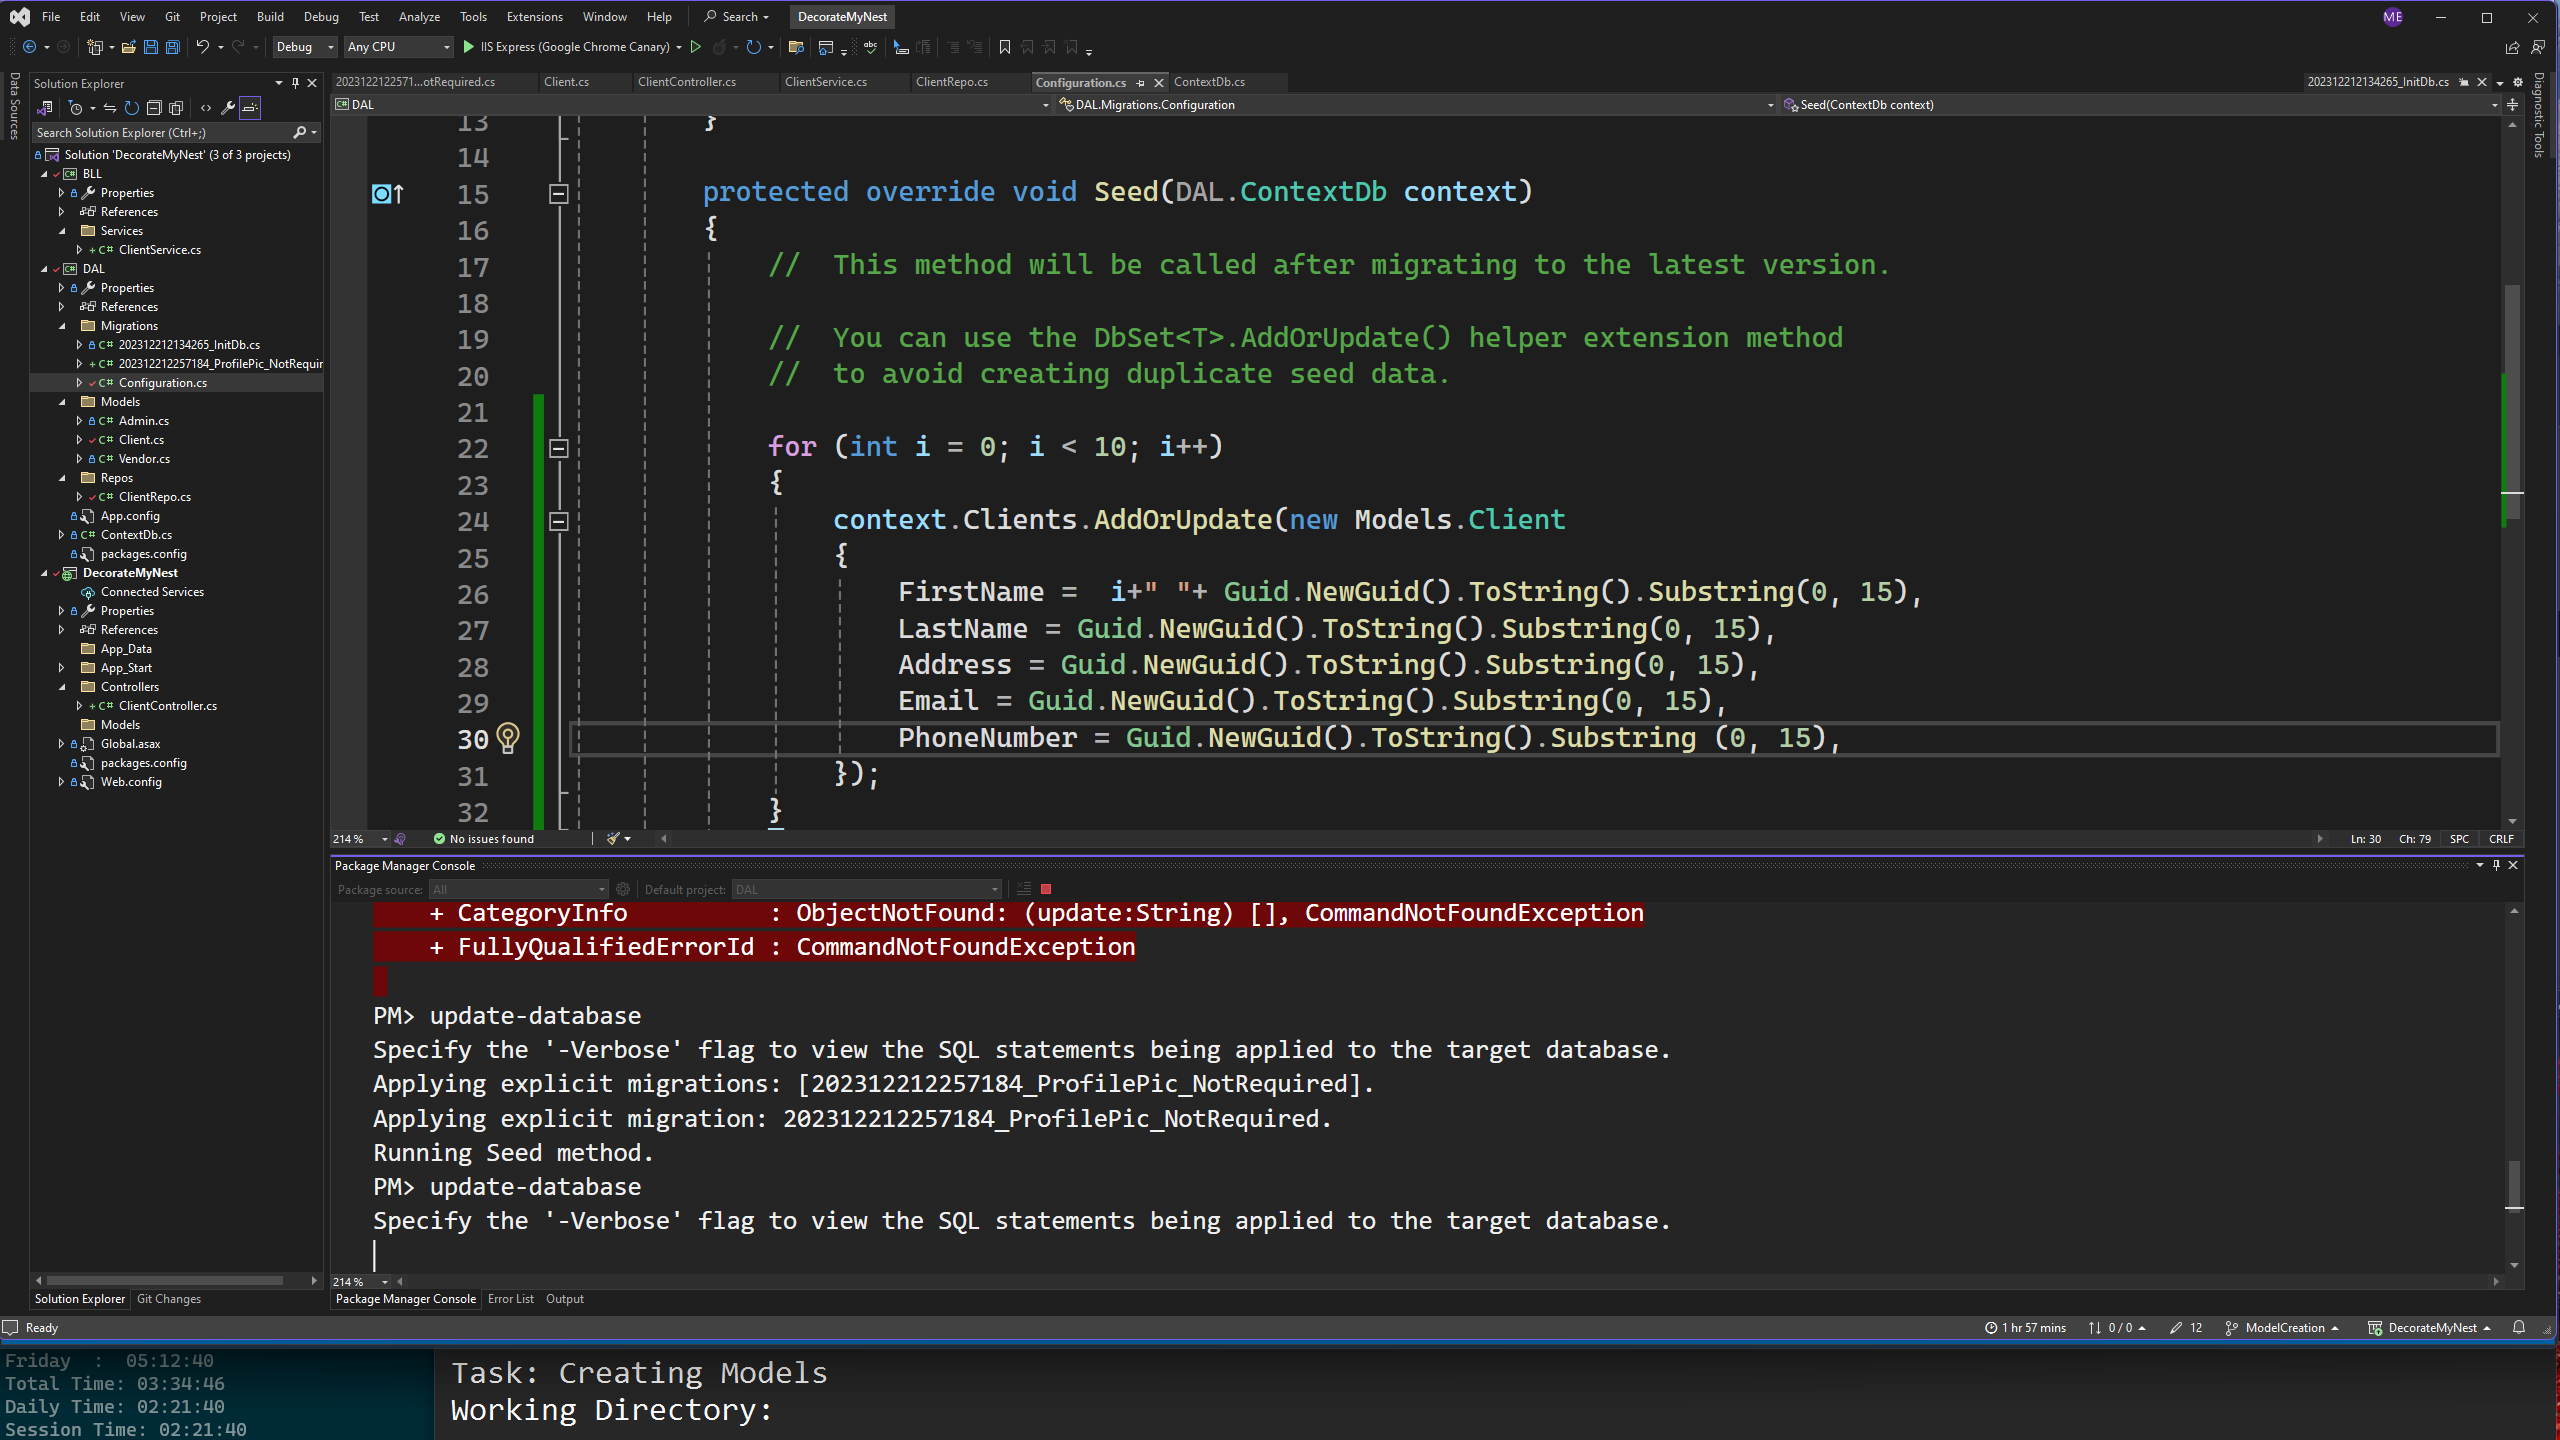 File Edit View Git Project Build Debug Test Analyze Tools Extensions Window Help Search DecorateMyNest ME
Debug Any CPU IIS Express (Google Chrome Canary)
Data Sources
Solution Explorer
Search Solution Explorer (Ctrl+;)
Solution 'DecorateMyNest' (3 of 3 projects)
BLL
Properties
References
Services
C# ClientService.cs
DAL
Properties
References
Migrations
C# 202312212134265_InitDb.cs
C# 202312212257184_ProfilePic_NotRequir
C# Configuration.cs
Models
C# Admin.cs
C# Client.cs
C# Vendor.cs
Repos
C# ClientRepo.cs
App.config
C# ContextDb.cs
packages.config
DecorateMyNest
Connected Services
Properties
References
App_Data
App_Start
Controllers
C# ClientController.cs
Models
Global.asax
packages.config
Web.config
Solution Explorer Git Changes
2023122122571...otRequired.cs Client.cs ClientController.cs ClientService.cs ClientRepo.cs Configuration.cs ContextDb.cs 202312212134265_InitDb.cs
DAL DAL.Migrations.Configuration Seed(ContextDb context)
Diagnostic Tools
13 }
14
15 protected override void Seed(DAL.ContextDb context)
16 {
17 //  This method will be called after migrating to the latest version.
18
19 //  You can use the DbSet<T>.AddOrUpdate() helper extension method
20 //  to avoid creating duplicate seed data.
21
22 for (int i = 0; i < 10; i++)
23 {
24 context.Clients.AddOrUpdate(new Models.Client
25 {
26 FirstName =  i+" "+ Guid.NewGuid().ToString().Substring(0, 15),
27 LastName = Guid.NewGuid().ToString().Substring(0, 15),
28 Address = Guid.NewGuid().ToString().Substring(0, 15),
29 Email = Guid.NewGuid().ToString().Substring(0, 15),
30 PhoneNumber = Guid.NewGuid().ToString().Substring (0, 15),
31 });
32 }
214 % No issues found Ln: 30 Ch: 79 SPC CRLF
Package Manager Console
Package source: All Default project: DAL
+ CategoryInfo          : ObjectNotFound: (update:String) [], CommandNotFoundException
+ FullyQualifiedErrorId : CommandNotFoundException
PM> update-database
Specify the '-Verbose' flag to view the SQL statements being applied to the target database.
Applying explicit migrations: [202312212257184_ProfilePic_NotRequired].
Applying explicit migration: 202312212257184_ProfilePic_NotRequired.
Running Seed method.
PM> update-database
Specify the '-Verbose' flag to view the SQL statements being applied to the target database.
214 %
Package Manager Console Error List Output
Ready 1 hr 57 mins 0 / 0 12 ModelCreation DecorateMyNest
Friday  :  05:12:40
Total Time: 03:34:46
Daily Time: 02:21:40
Session Time: 02:21:40
Task: Creating Models
Working Directory: